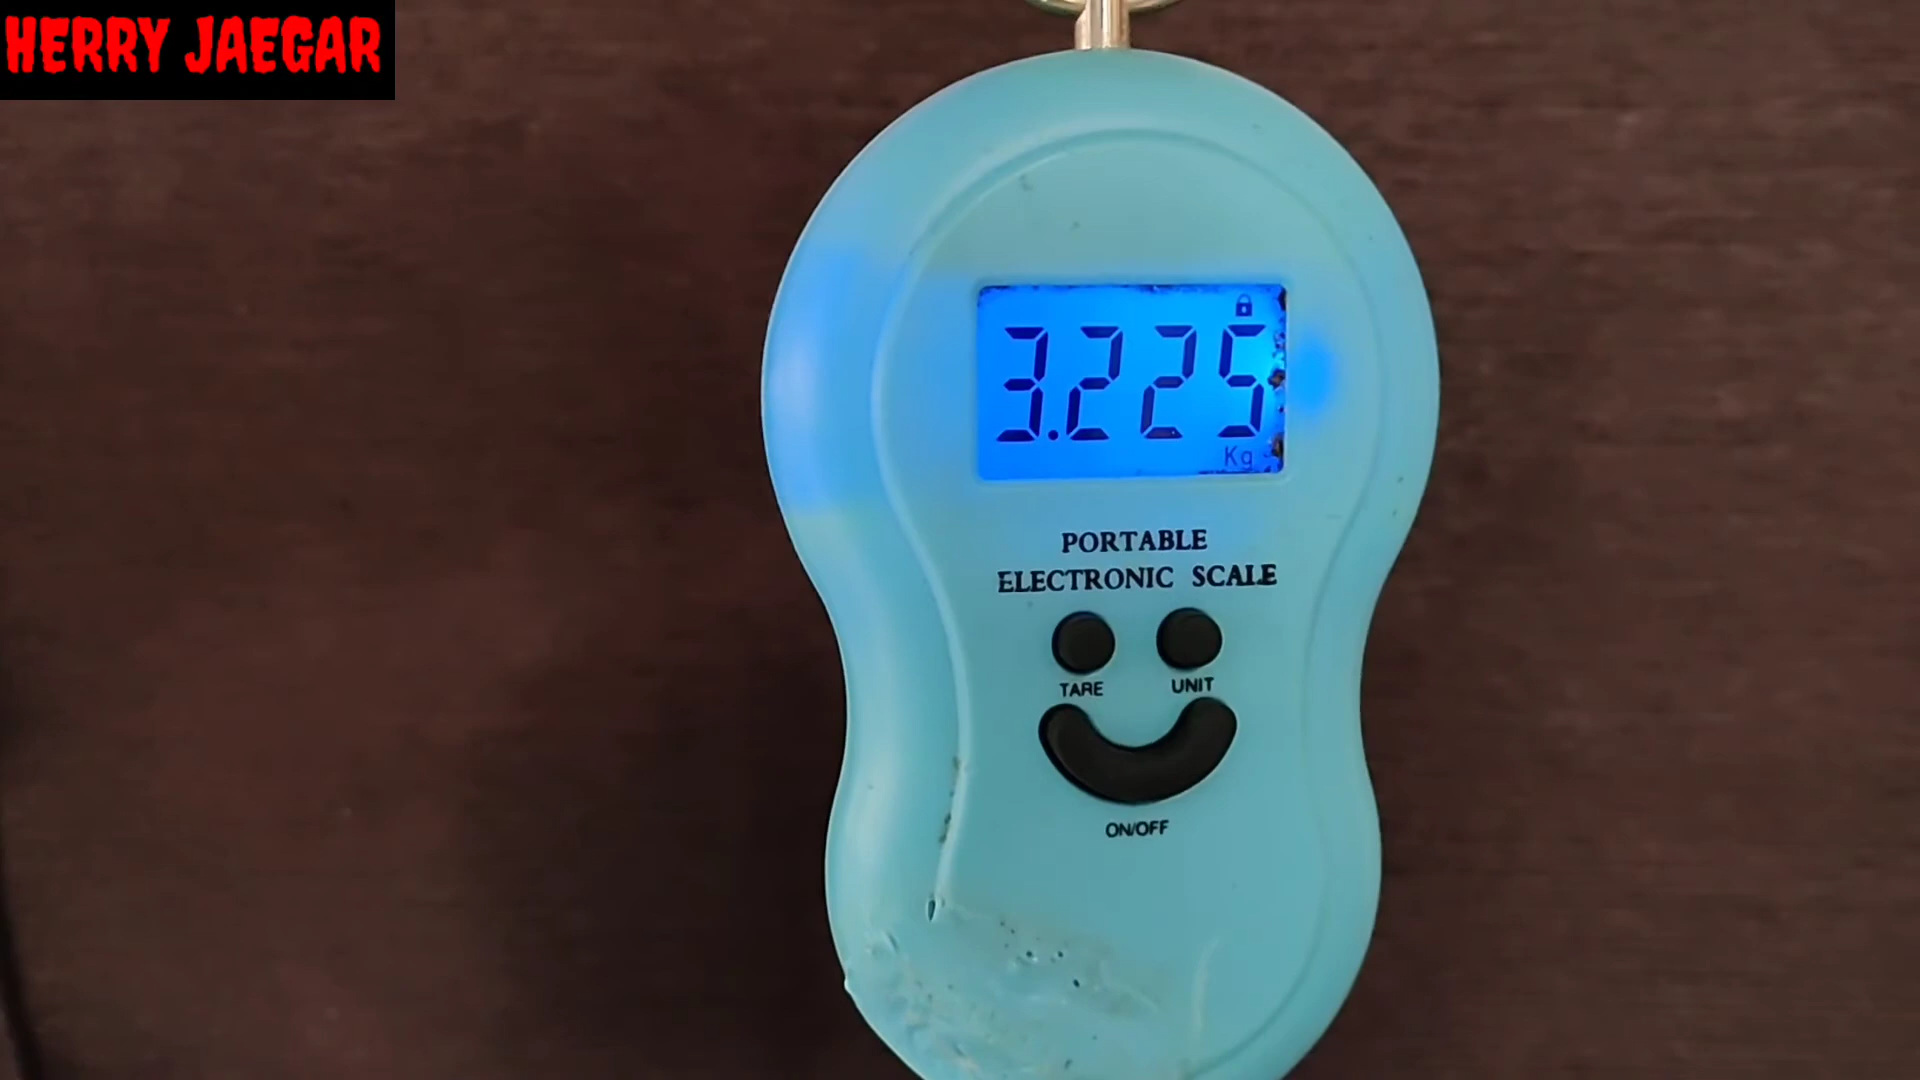 HERRY JAEGAR
3.225
Kg
PORTABLE
ELECTRONIC SCALE
TARE UNIT
ON/OFF